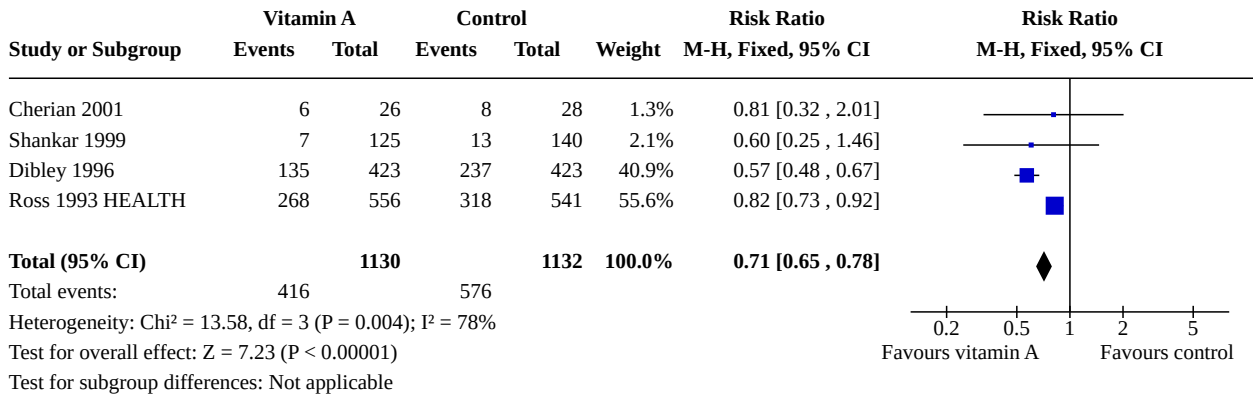 Vitamin A Control Risk Ratio Risk Ratio
Study or Subgroup Events Total Events Total Weight M-H, Fixed, 95% CI M-H, Fixed, 95% CI
Cherian 2001 6 26 8 28 1.3% 0.81 [0.32 , 2.01]
Shankar 1999 7 125 13 140 2.1% 0.60 [0.25 , 1.46]
Dibley 1996 135 423 237 423 40.9% 0.57 [0.48 , 0.67]
Ross 1993 HEALTH 268 556 318 541 55.6% 0.82 [0.73 , 0.92]
Total (95% CI) 1130 1132 100.0% 0.71 [0.65 , 0.78]
Total events: 416 576
Heterogeneity: Chi² = 13.58, df = 3 (P = 0.004); I² = 78%
0.2 0.5 1 2 5
Test for overall effect: Z = 7.23 (P < 0.00001)
Favours vitamin A Favours control
Test for subgroup differences: Not applicable